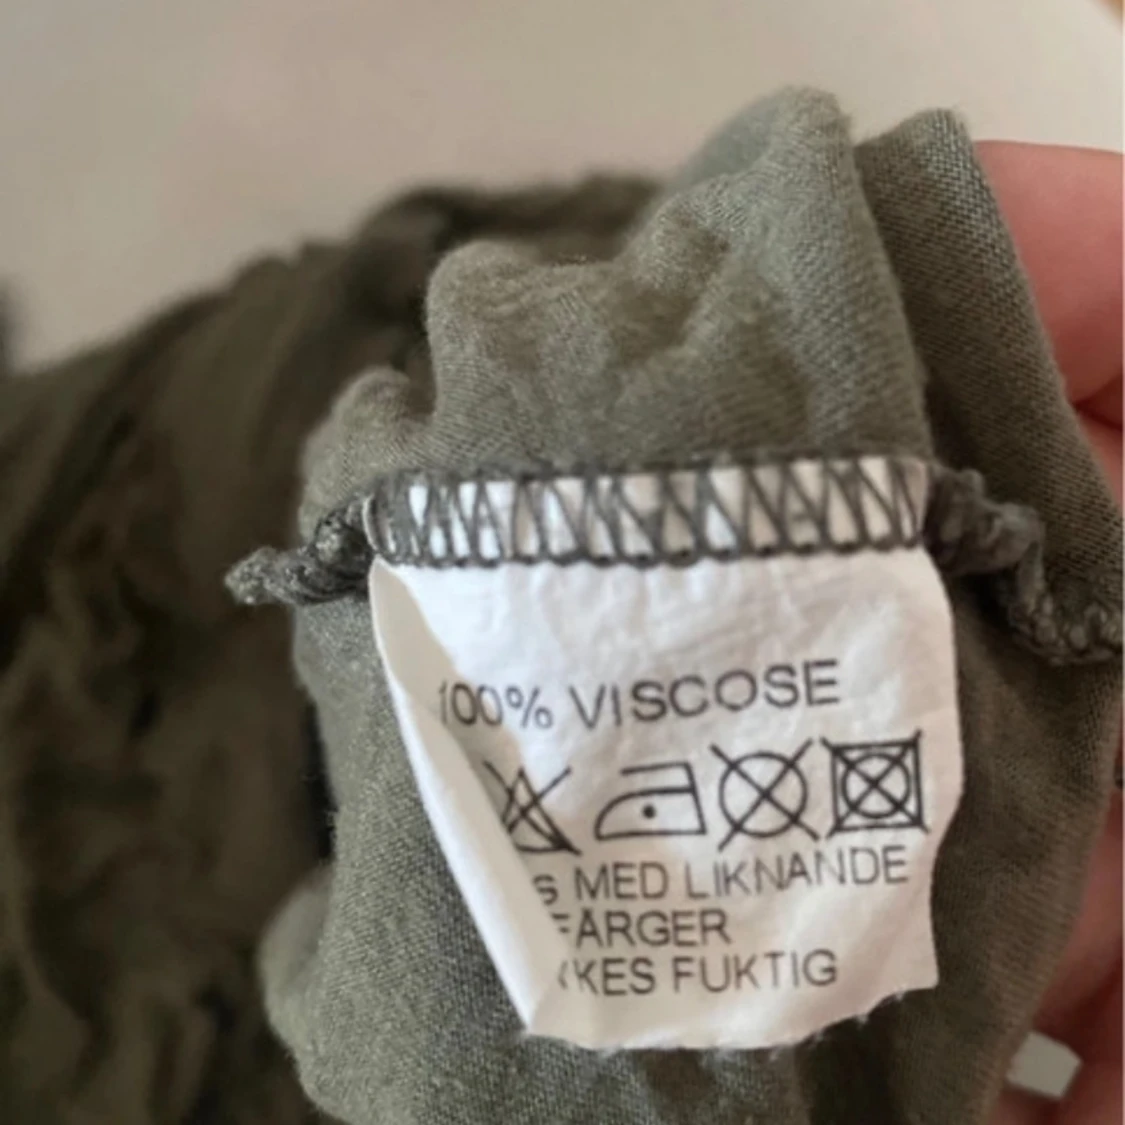 100% VISCOSE
MED LIKNANDE
FÄRGER
FUKTIG